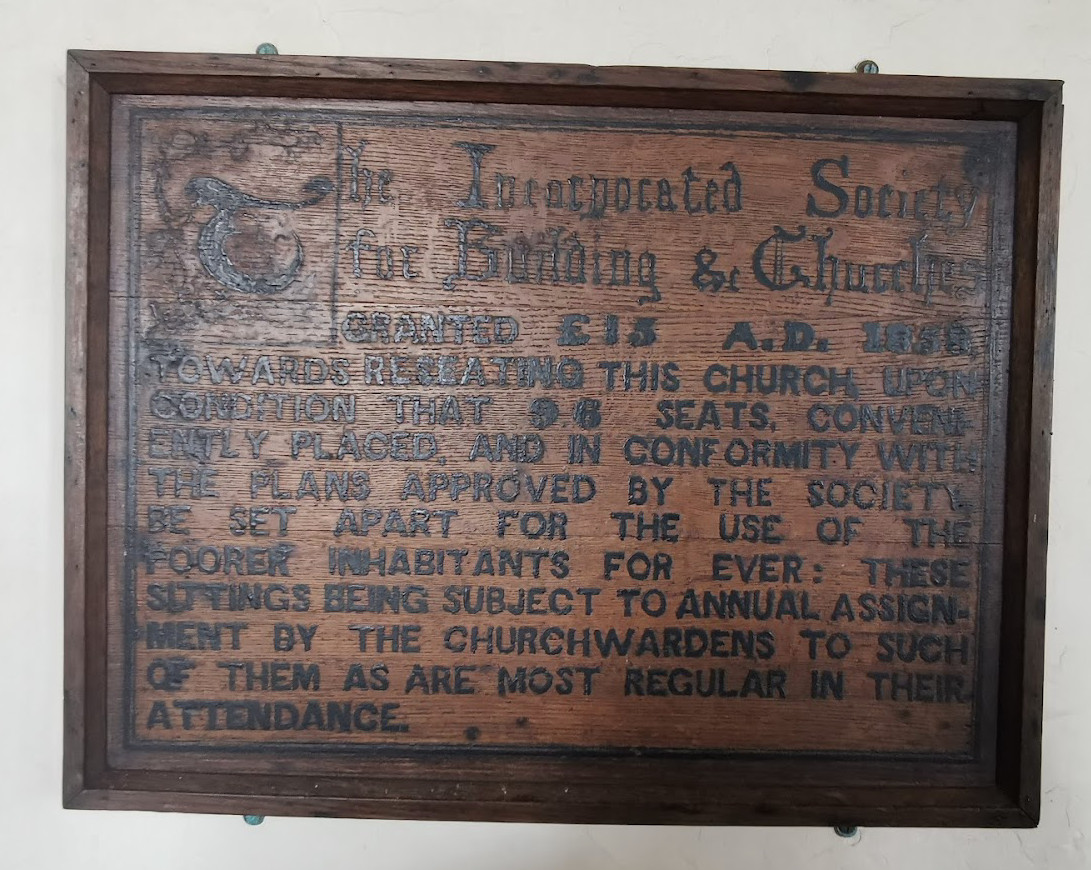 The Incorporated Society
for Building &c Churches
GRANTED £15 A.D. 1858
TOWARDS RESEATING THIS CHURCH, UPON
CONDITION THAT 96 SEATS, CONVENI-
ENTLY PLACED, AND IN CONFORMITY WITH
THE PLANS APPROVED BY THE SOCIETY,
BE SET APART FOR THE USE OF THE
POORER INHABITANTS FOR EVER: THESE
SITTINGS BEING SUBJECT TO ANNUAL ASSIGN-
MENT BY THE CHURCHWARDENS TO SUCH
OF THEM AS ARE MOST REGULAR IN THEIR
ATTENDANCE.